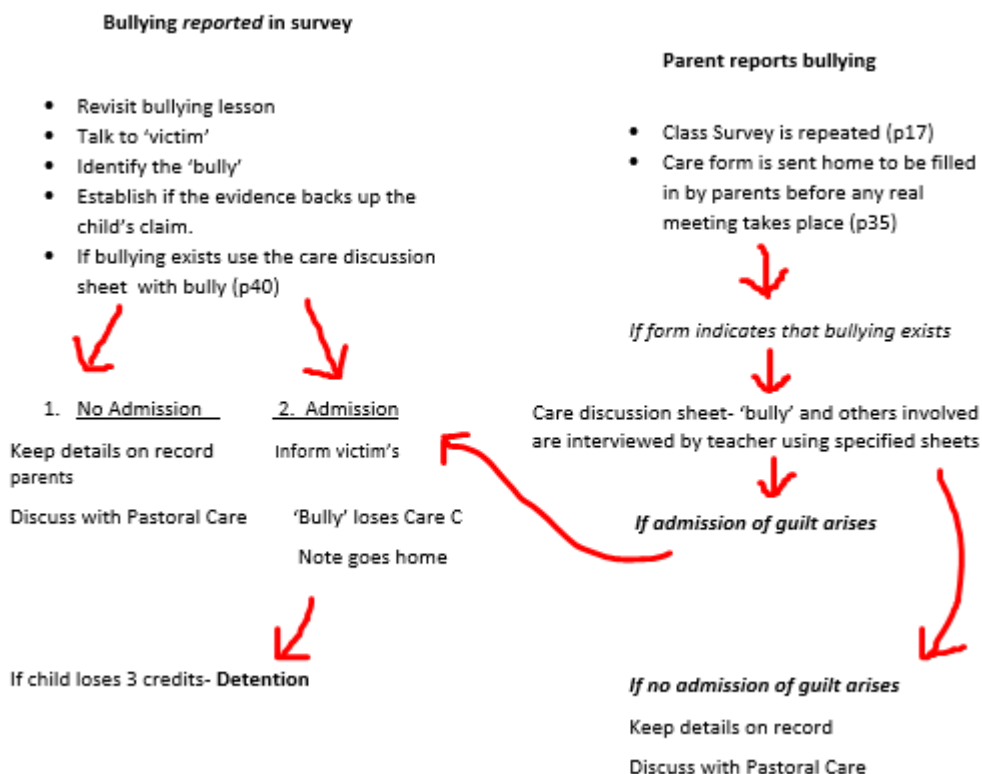 Bullying reported in survey
• Revisit bullying lesson
• Talk to ‘victim’
• Identify the ‘bully’
• Establish if the evidence backs up the
child’s claim.
• If bullying exists use the care discussion
sheet with bully (p40)
1. No Admission
Keep details on record
parents
Discuss with Pastoral Care
2. Admission
Inform victim’s
‘Bully’ loses Care C
Note goes home
If child loses 3 credits- Detention
Parent reports bullying
• Class Survey is repeated (p17)
• Care form is sent home to be filled
in by parents before any real
meeting takes place (p35)
If form indicates that bullying exists
Care discussion sheet- ‘bully’ and others involved
are interviewed by teacher using specified sheets
If admission of guilt arises
If no admission of guilt arises
Keep details on record
Discuss with Pastoral Care